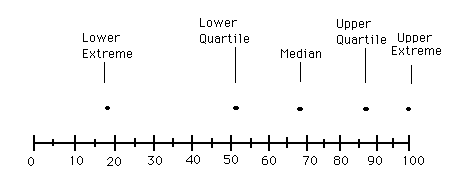 Lower
Extreme
Lower
Quartile
Median
Upper
Quartile
Upper
Extreme
0 10 20 30 40 50 60 70 80 90 100